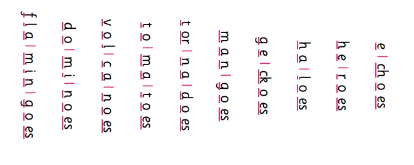 echoes
heroes
haloes
geckoes
mangoes
tornadoes
tomatoes
volcanoes
dominoes
flamingoes